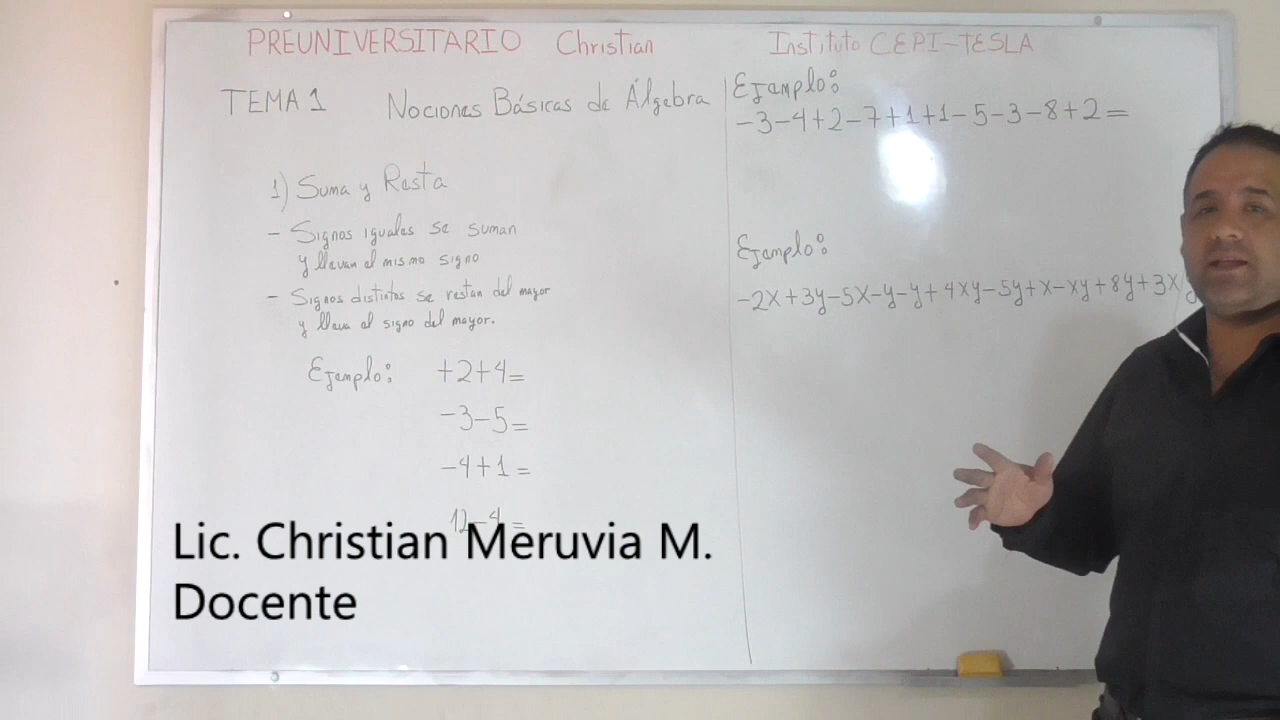 PREUNIVERSITARIO Christian Instituto CEPI-TESLA
TEMA 1 Nociones Básicas de Álgebra
1) Suma y Resta
- Signos iguales se suman
y llevan el mismo signo
- Signos distintos se restan del mayor
y lleva el signo del mayor.
Ejemplo: +2+4=
-3-5=
-4+1=
12-4=
Ejemplo:
-3-4+2-7+1+1-5-3-8+2=
Ejemplo:
-2x+3y-5x-y-y+4xy-5y+x-xy+8y+3x
Lic. Christian Meruvia M.
Docente